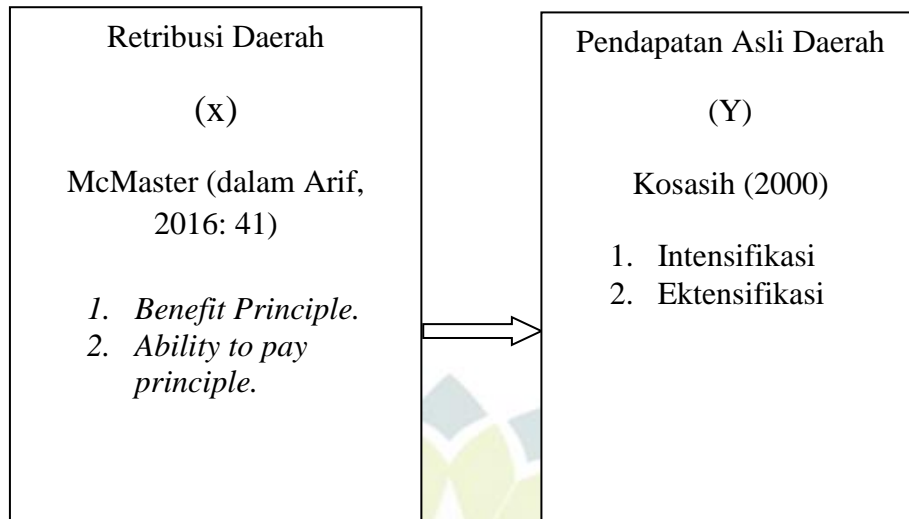 Retribusi Daerah
(x)
McMaster (dalam Arif,
2016: 41)
1. Benefit Principle.
2. Ability to pay
principle.
Pendapatan Asli Daerah
(Y)
Kosasih (2000)
1. Intensifikasi
2. Ektensifikasi